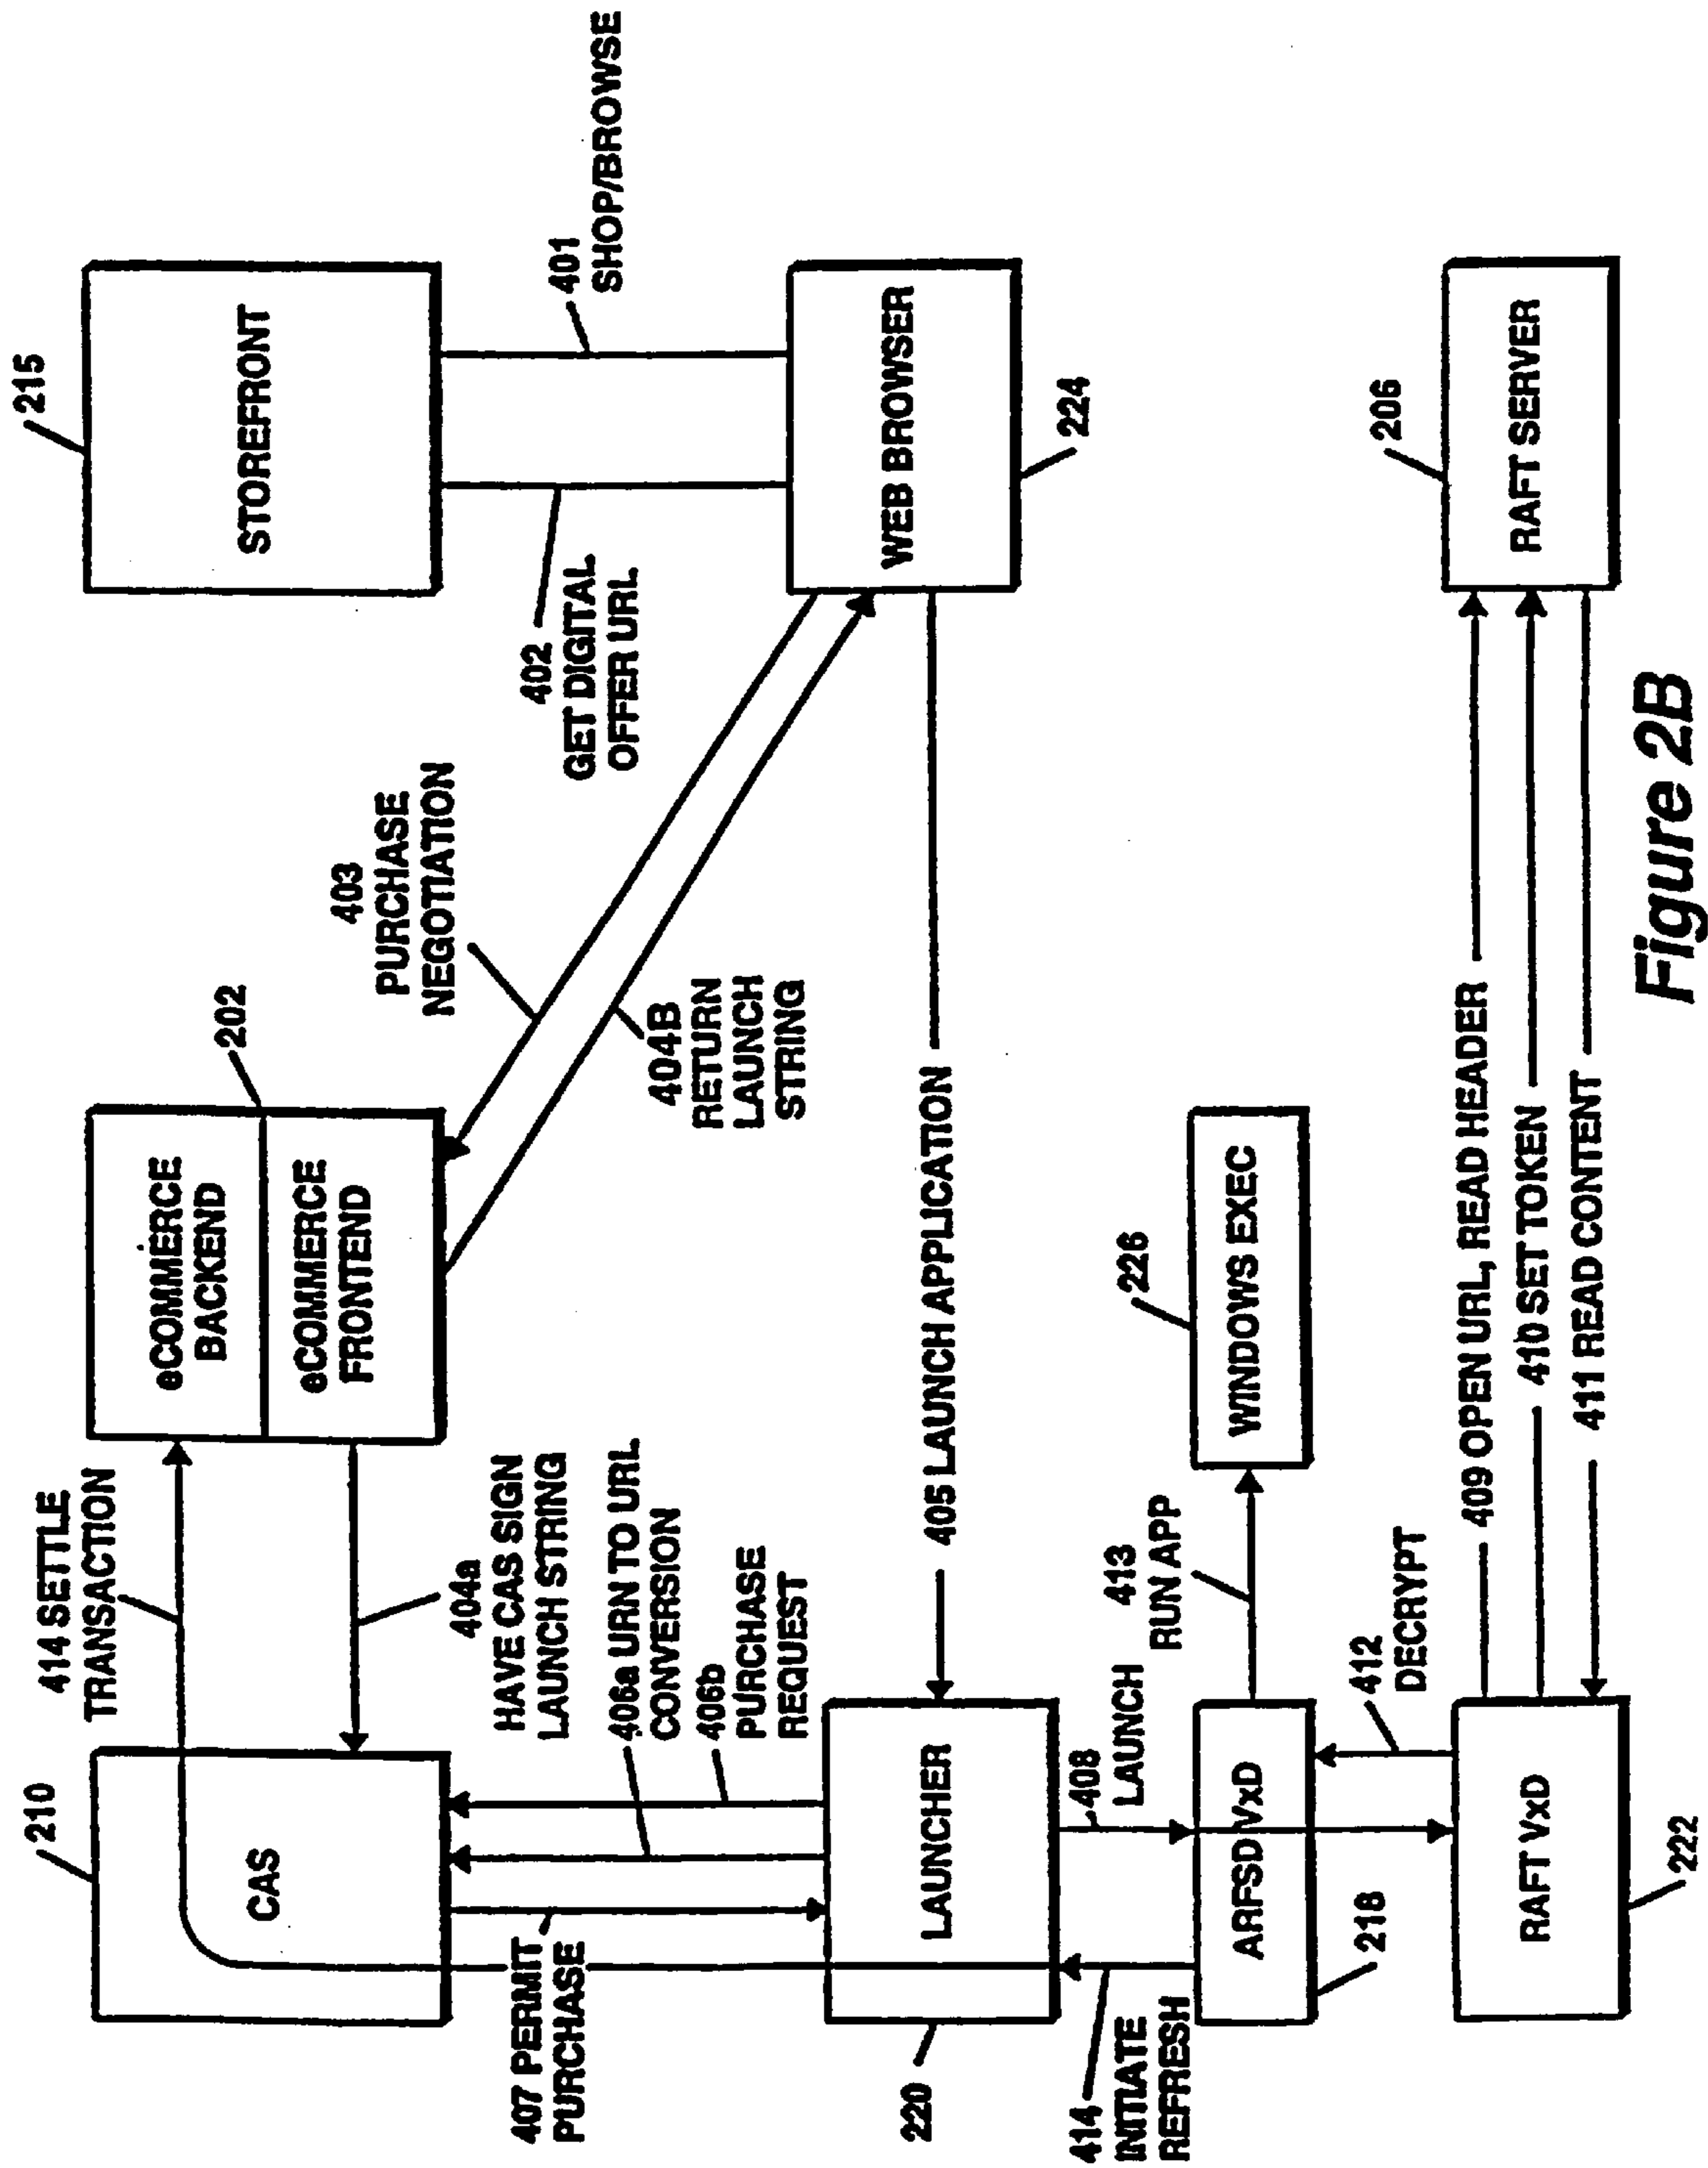 210
CAS
414 SETTLE
TRANSACTION
404a
HAVE CAS SIGN
LAUNCH STRING
eCOMMERCE
BACKEND
eCOMMERCE
FRONTEND
202
403
PURCHASE
NEGOTIATION
404B
RETURN
LAUNCH
STRING
215
STOREFRONT
402
GET DIGITAL
OFFER URL
401
SHOP/BROWSE
WEB BROWSER
224
407 PERMIT
PURCHASE
406a URN TO URL
CONVERSION
406b
PURCHASE
REQUEST
220
LAUNCHER
405 LAUNCH APPLICATION
414
INITIATE
REFRESH
408
LAUNCH
413
RUN APP
226
WINDOWS EXEC
ARFSD VxD
218
412
DECRYPT
RAFT VxD
222
409 OPEN URL, READ HEADER
410 SET TOKEN
411 READ CONTENT
206
RAFT SERVER
Figure 2B